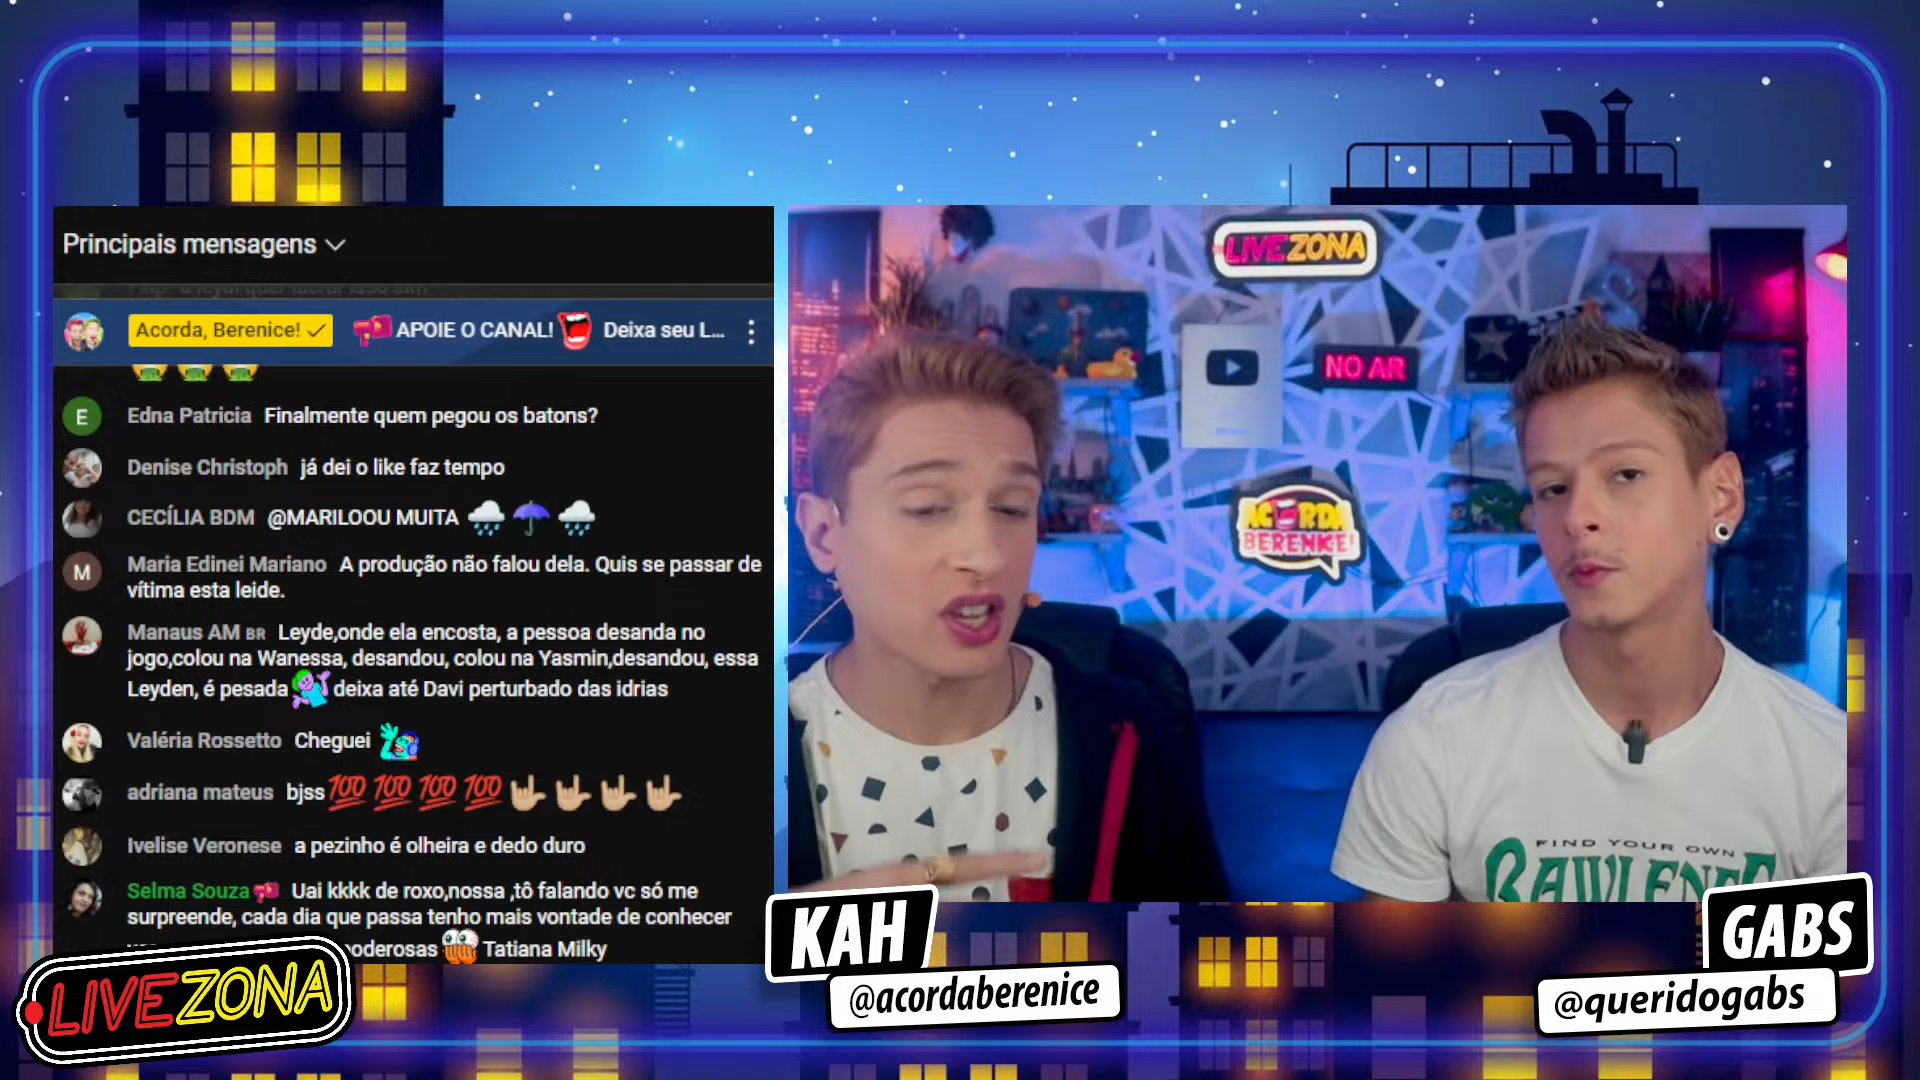 Principais mensagens
Acorda, Berenice! APOIE O CANAL! Deixa seu L...
E Edna Patricia Finalmente quem pegou os batons?
Denise Christoph já dei o like faz tempo
CECÍLIA BDM @MARILOOU MUITA
M Maria Edinei Mariano A produção não falou dela. Quis se passar de
vítima esta leide.
Manaus AM BR Leyde,onde ela encosta, a pessoa desanda no
jogo,colou na Wanessa, desandou, colou na Yasmin,desandou, essa
Leyden, é pesada deixa até Davi perturbado das idrias
Valéria Rossetto Cheguei
adriana mateus bjss 100 100 100 100
Ivelise Veronese a pezinho é olheira e dedo duro
Selma Souza Uai kkkk de roxo,nossa ,tô falando vc só me
surpreende, cada dia que passa tenho mais vontade de conhecer
poderosas Tatiana Milky
LIVEZONA
LIVEZONA
NO AR
ACORDA
BERENICE!
FIND YOUR OWN
KAH
@acordaberenice
GABS
@queridogabs